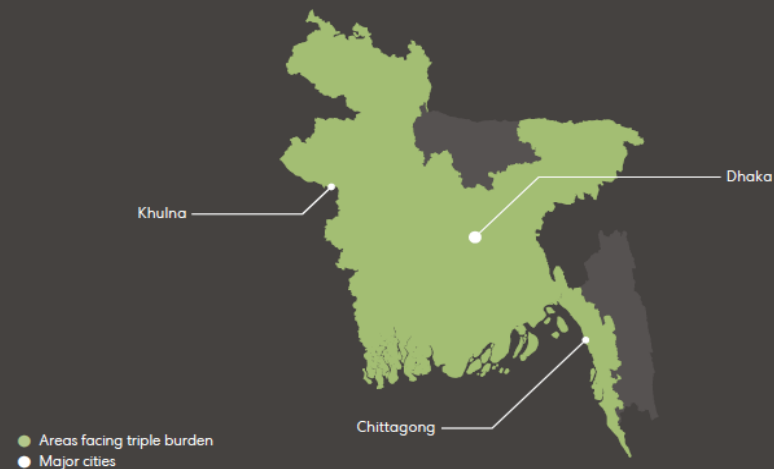 Dhaka
Khulna
Chittagong
Areas facing triple burden
Major cities